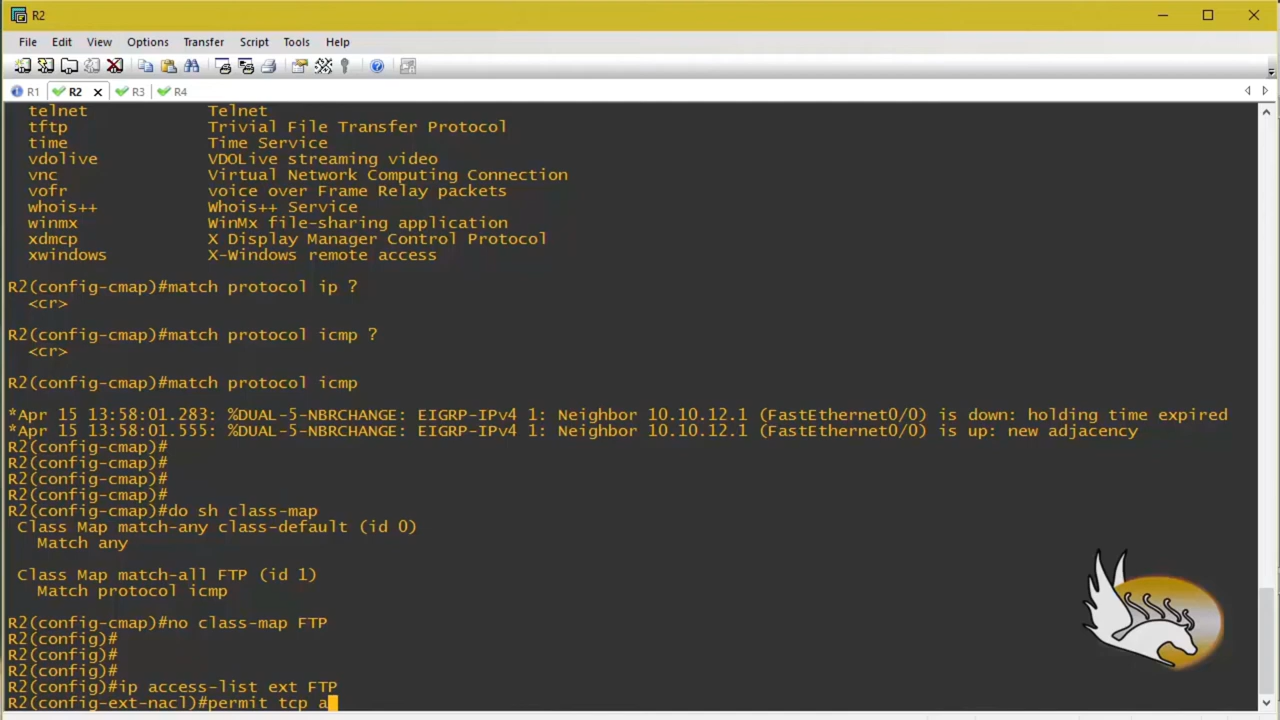 R2
File Edit View Options Transfer Script Tools Help
R1 R2 R3 R4
telnet Telnet
tftp Trivial File Transfer Protocol
time Time Service
vdolive VDOLive streaming video
vnc Virtual Network Computing Connection
vofr voice over Frame Relay packets
whois++ Whois++ Service
winmx WinMx file-sharing application
xdmcp X Display Manager Control Protocol
xwindows X-Windows remote access
R2(config-cmap)#match protocol ip ?
<cr>
R2(config-cmap)#match protocol icmp ?
<cr>
R2(config-cmap)#match protocol icmp
*Apr 15 13:58:01.283: %DUAL-5-NBRCHANGE: EIGRP-IPv4 1: Neighbor 10.10.12.1 (FastEthernet0/0) is down: holding time expired
*Apr 15 13:58:01.555: %DUAL-5-NBRCHANGE: EIGRP-IPv4 1: Neighbor 10.10.12.1 (FastEthernet0/0) is up: new adjacency
R2(config-cmap)#
R2(config-cmap)#
R2(config-cmap)#
R2(config-cmap)#
R2(config-cmap)#do sh class-map
Class Map match-any class-default (id 0)
Match any
Class Map match-all FTP (id 1)
Match protocol icmp
R2(config-cmap)#no class-map FTP
R2(config)#
R2(config)#
R2(config)#
R2(config)#ip access-list ext FTP
R2(config-ext-nacl)#permit tcp a